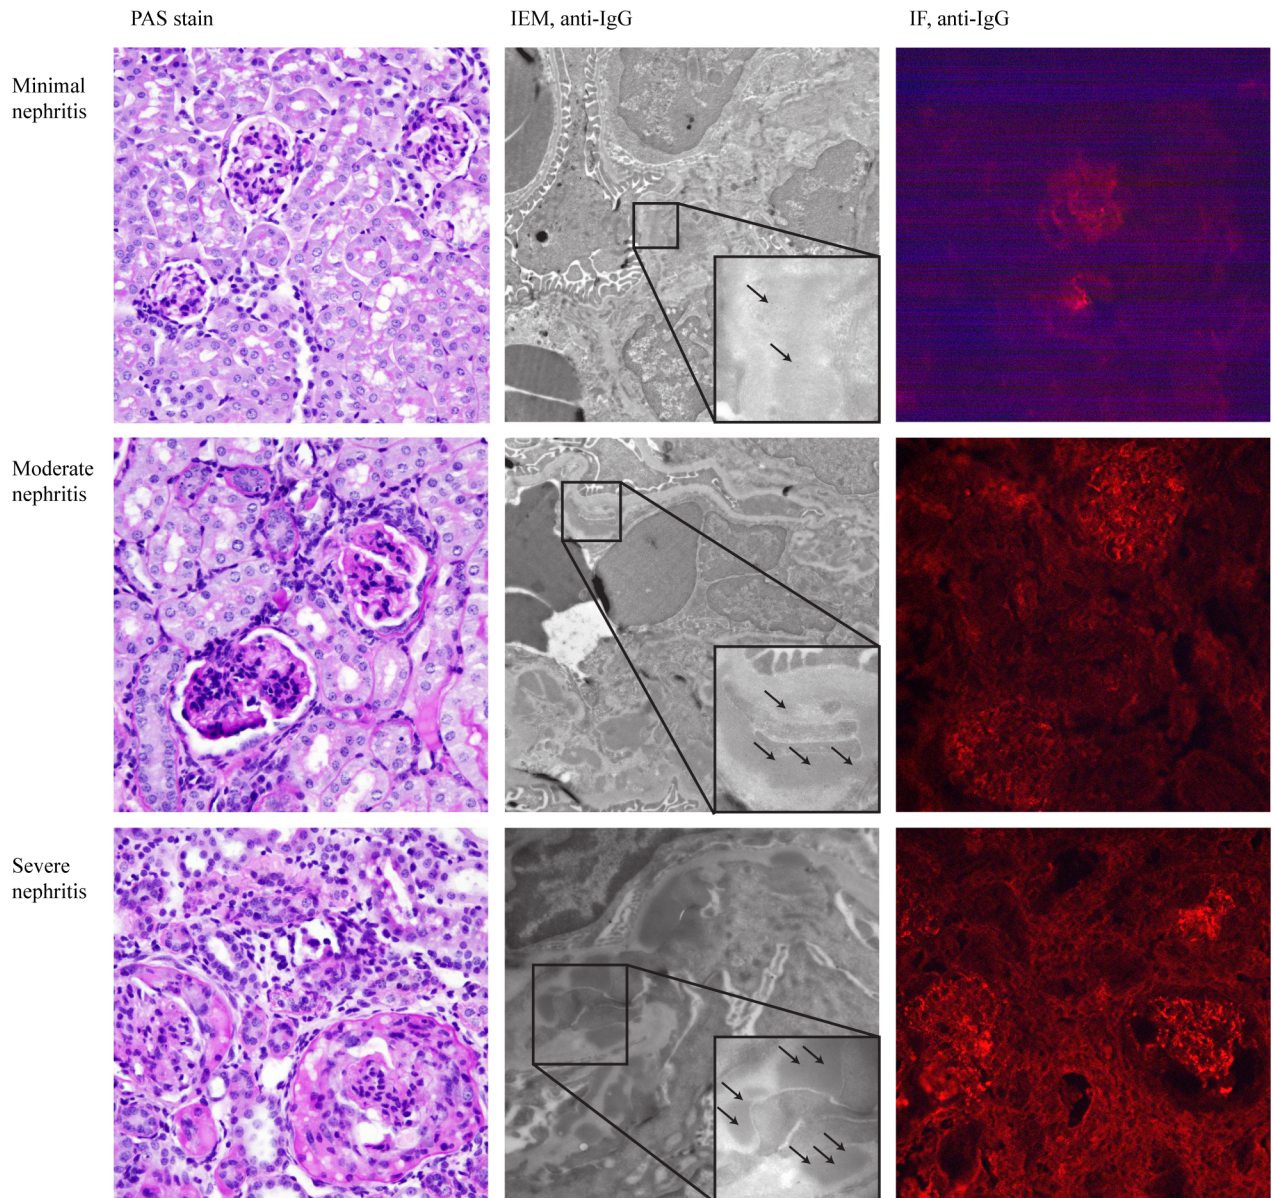 PAS stain
IEM, anti-IgG
IF, anti-IgG
Minimal
nephritis
Moderate
nephritis
Severe
nephritis